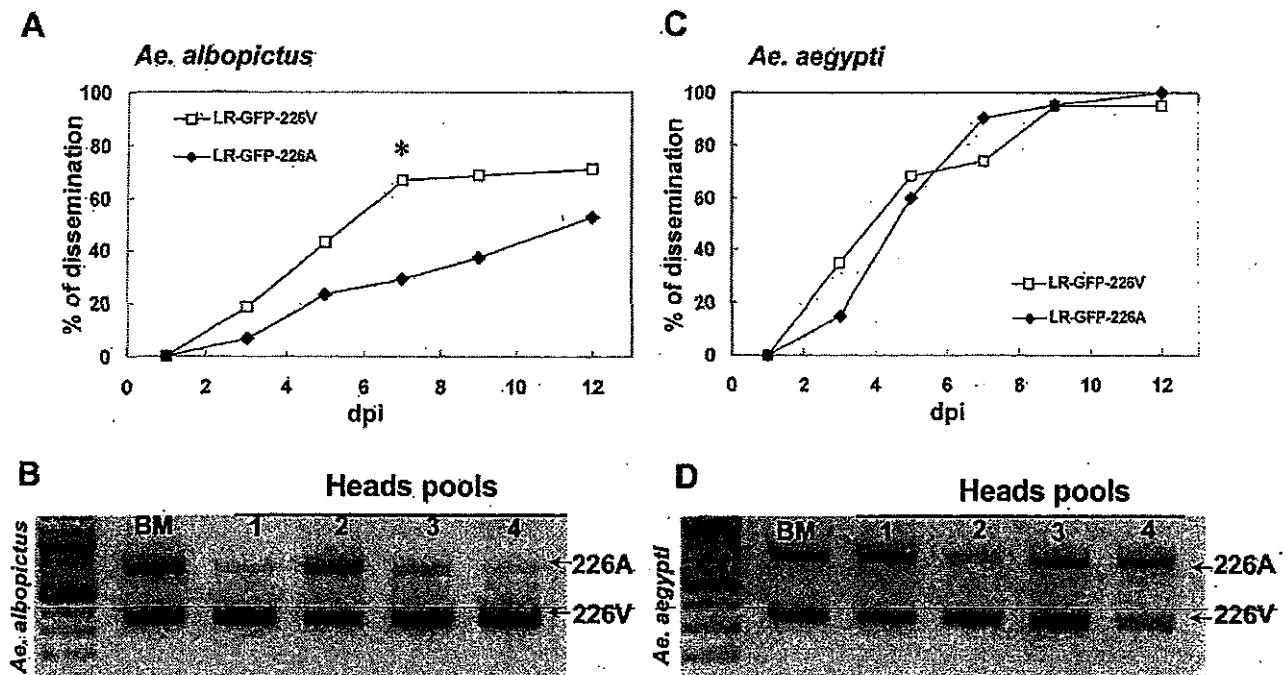 A
Ae. albopictus
100
80
60
40
20
0
% of dissemination
LR-GFP-226V
LR-GFP-226A
*
0 2 4 6 8 10 12
dpi
C
Ae. aegypti
100
80
60
40
20
0
% of dissemination
LR-GFP-226V
LR-GFP-226A
0 2 4 6 8 10 12
dpi
B
Heads pools
BM 1 2 3 4
Ae. albopictus
226A
226V
D
Heads pools
BM 1 2 3 4
Ae. aegypti
226A
226V